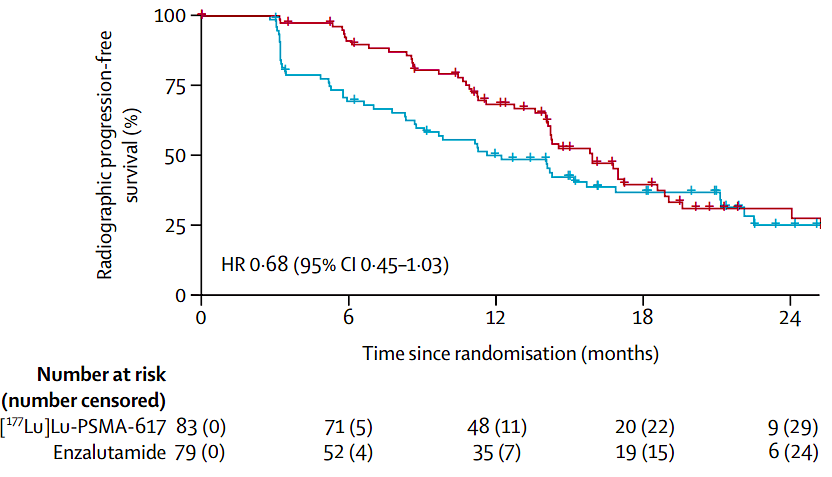 100
75
50
25
0
Radiographic progression-free
survival (%)
HR 0·68 (95% CI 0·45–1·03)
0 6 12 18 24
Time since randomisation (months)
Number at risk
(number censored)
[¹⁷⁷Lu]Lu-PSMA-617 83 (0) 71 (5) 48 (11) 20 (22) 9 (29)
Enzalutamide 79 (0) 52 (4) 35 (7) 19 (15) 6 (24)